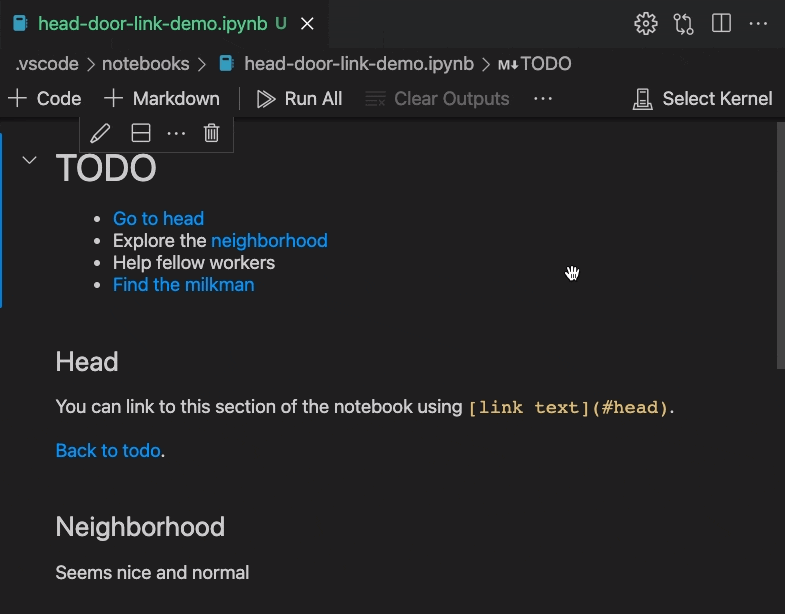 head-door-link-demo.ipynb U
.vscode > notebooks > head-door-link-demo.ipynb > M↓TODO
+ Code + Markdown Run All Clear Outputs ... Select Kernel
TODO
• Go to head
• Explore the neighborhood
• Help fellow workers
• Find the milkman
Head
You can link to this section of the notebook using [link text](#head).
Back to todo.
Neighborhood
Seems nice and normal